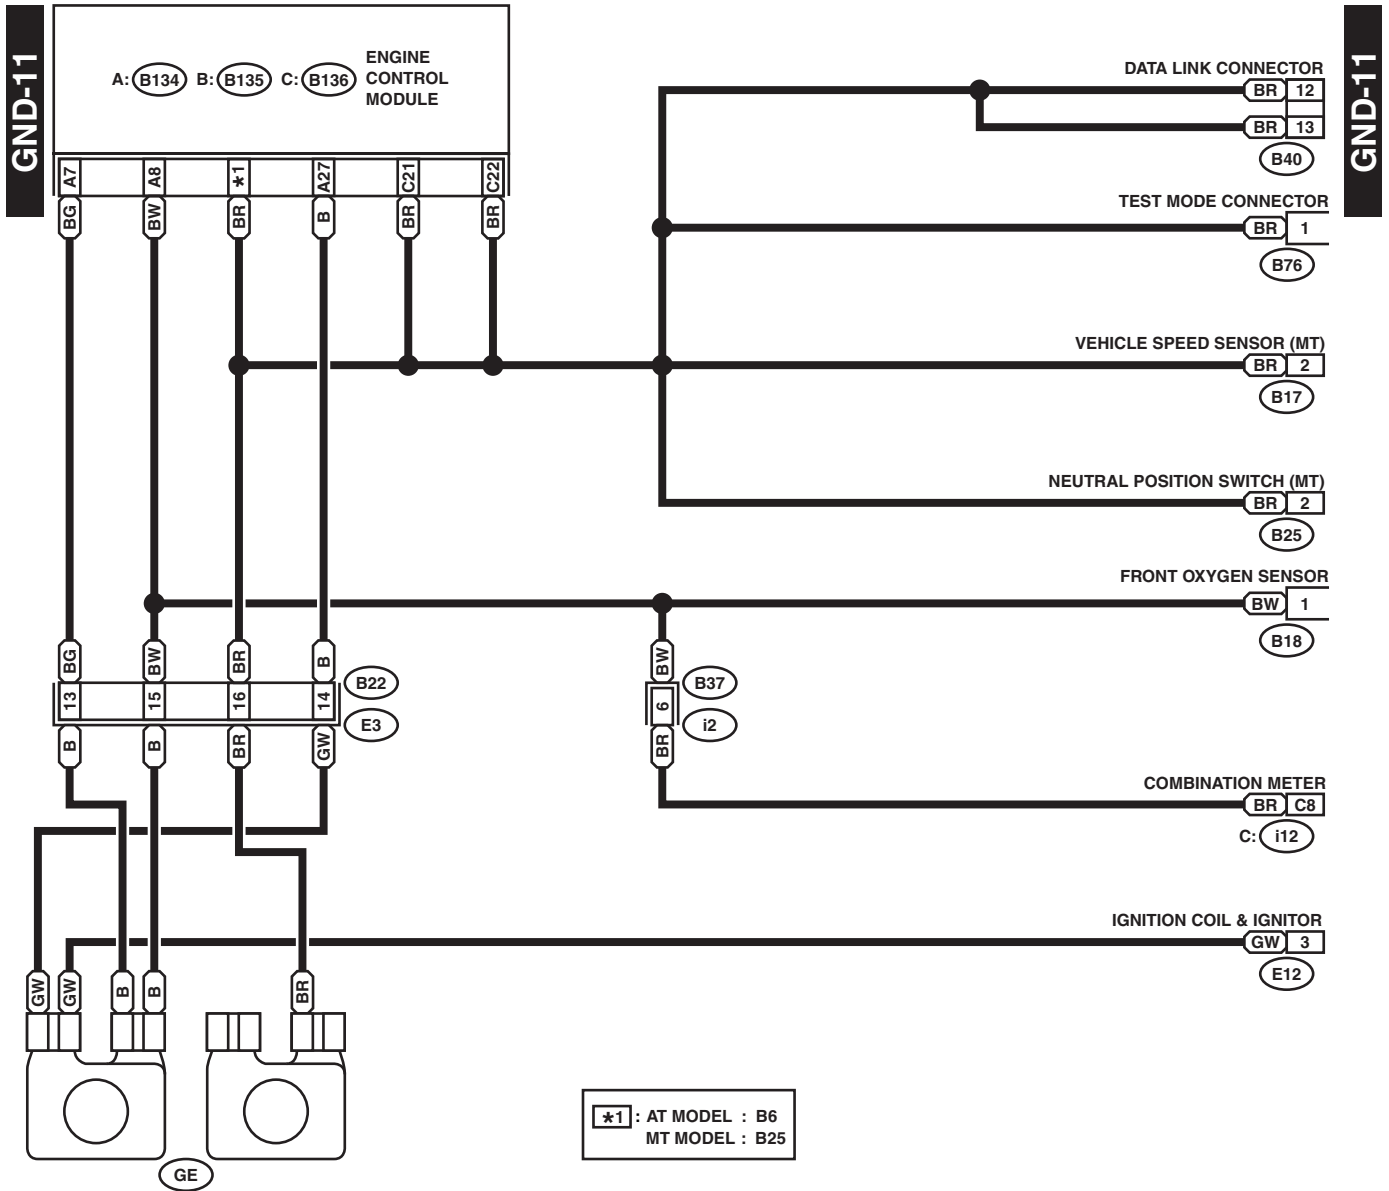 GND-11
GND-11
A: B134 B: B135 C: B136
ENGINE
CONTROL
MODULE
A7 A8 *1 A27 C21 C22
BG BW BR B BR BR
DATA LINK CONNECTOR
BR 12
BR 13
B40
TEST MODE CONNECTOR
BR 1
B76
VEHICLE SPEED SENSOR (MT)
BR 2
B17
NEUTRAL POSITION SWITCH (MT)
BR 2
B25
FRONT OXYGEN SENSOR
BW 1
B18
BG BW BR B
13 15 16 14
B22
E3
B B BR GW
BW
6
B37
i2
BR
COMBINATION METER
BR C8
C: i12
IGNITION COIL & IGNITOR
GW 3
E12
GW GW B B BR
GE
*1 : AT MODEL : B6
MT MODEL : B25